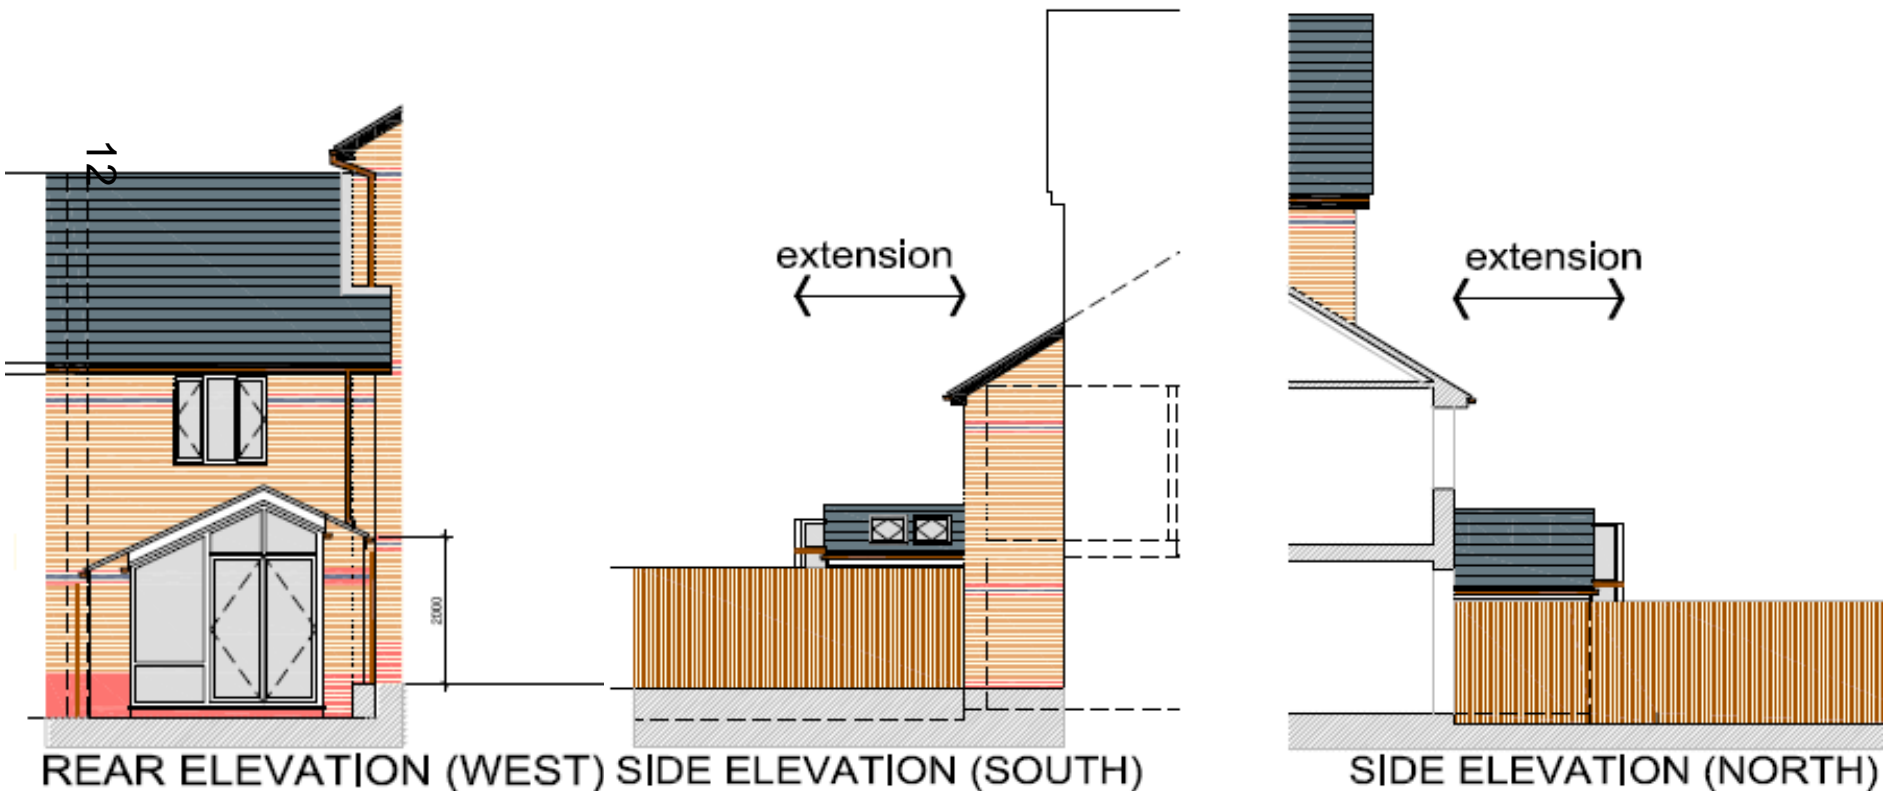 12
extension
extension
2000
REAR ELEVATION (WEST)
SIDE ELEVATION (SOUTH)
SIDE ELEVATION (NORTH)